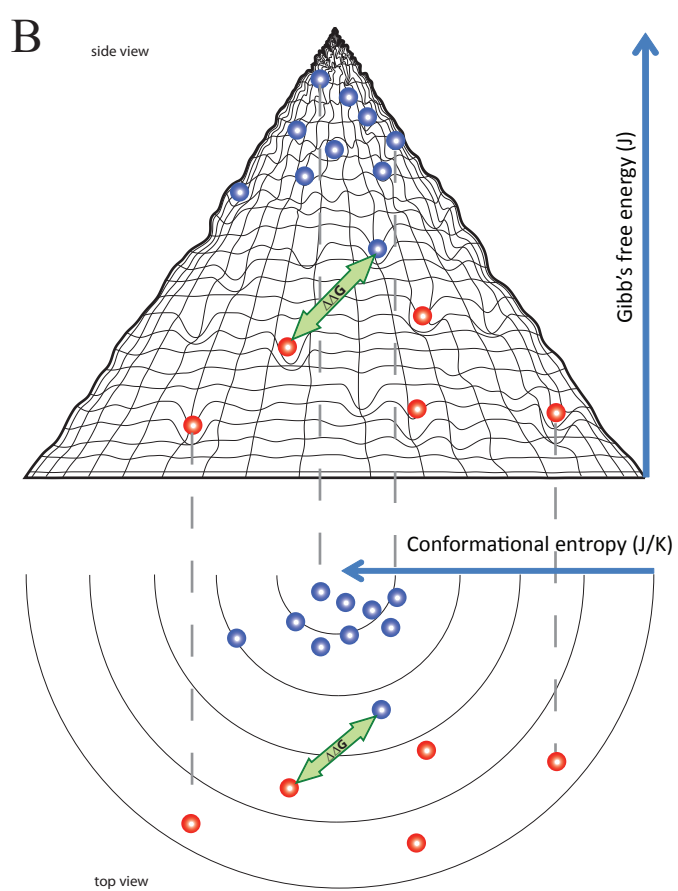 B
side view
Gibb's free energy (J)
ΔΔG
Conformational entropy (J/K)
ΔΔG
top view